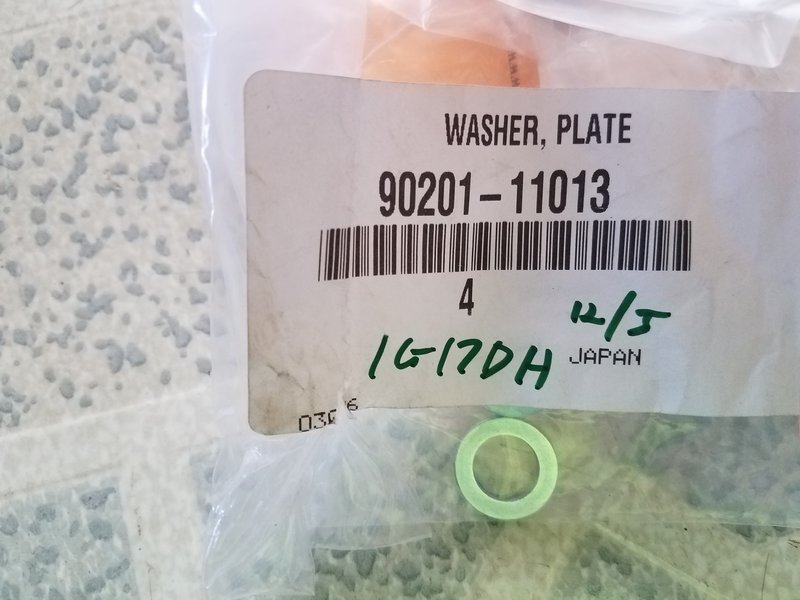 WASHER, PLATE
90201-11013
4
12/5
1G17DH
JAPAN